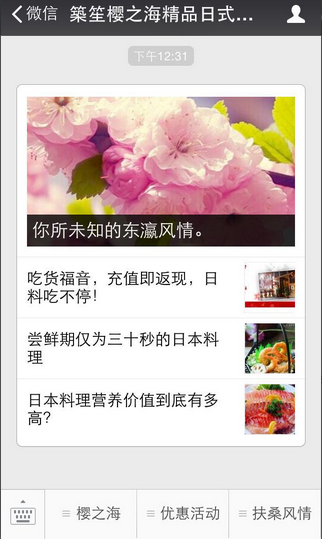 微信
築笙樱之海精品日式...
下午12:31
你所未知的东瀛风情。
吃货福音，充值即返现，日
料吃不停！
尝鲜期仅为三十秒的日本料
理
日本料理营养价值到底有多
高？
樱之海
优惠活动
扶桑风情